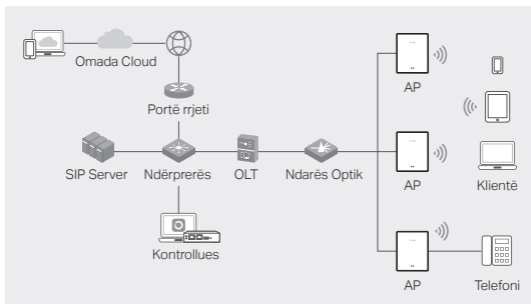 Omada Cloud
Portë rrjeti
SIP Server
Ndërprerës
OLT
Ndarës Optik
Kontrollues
AP
AP
AP
Klientë
Telefoni